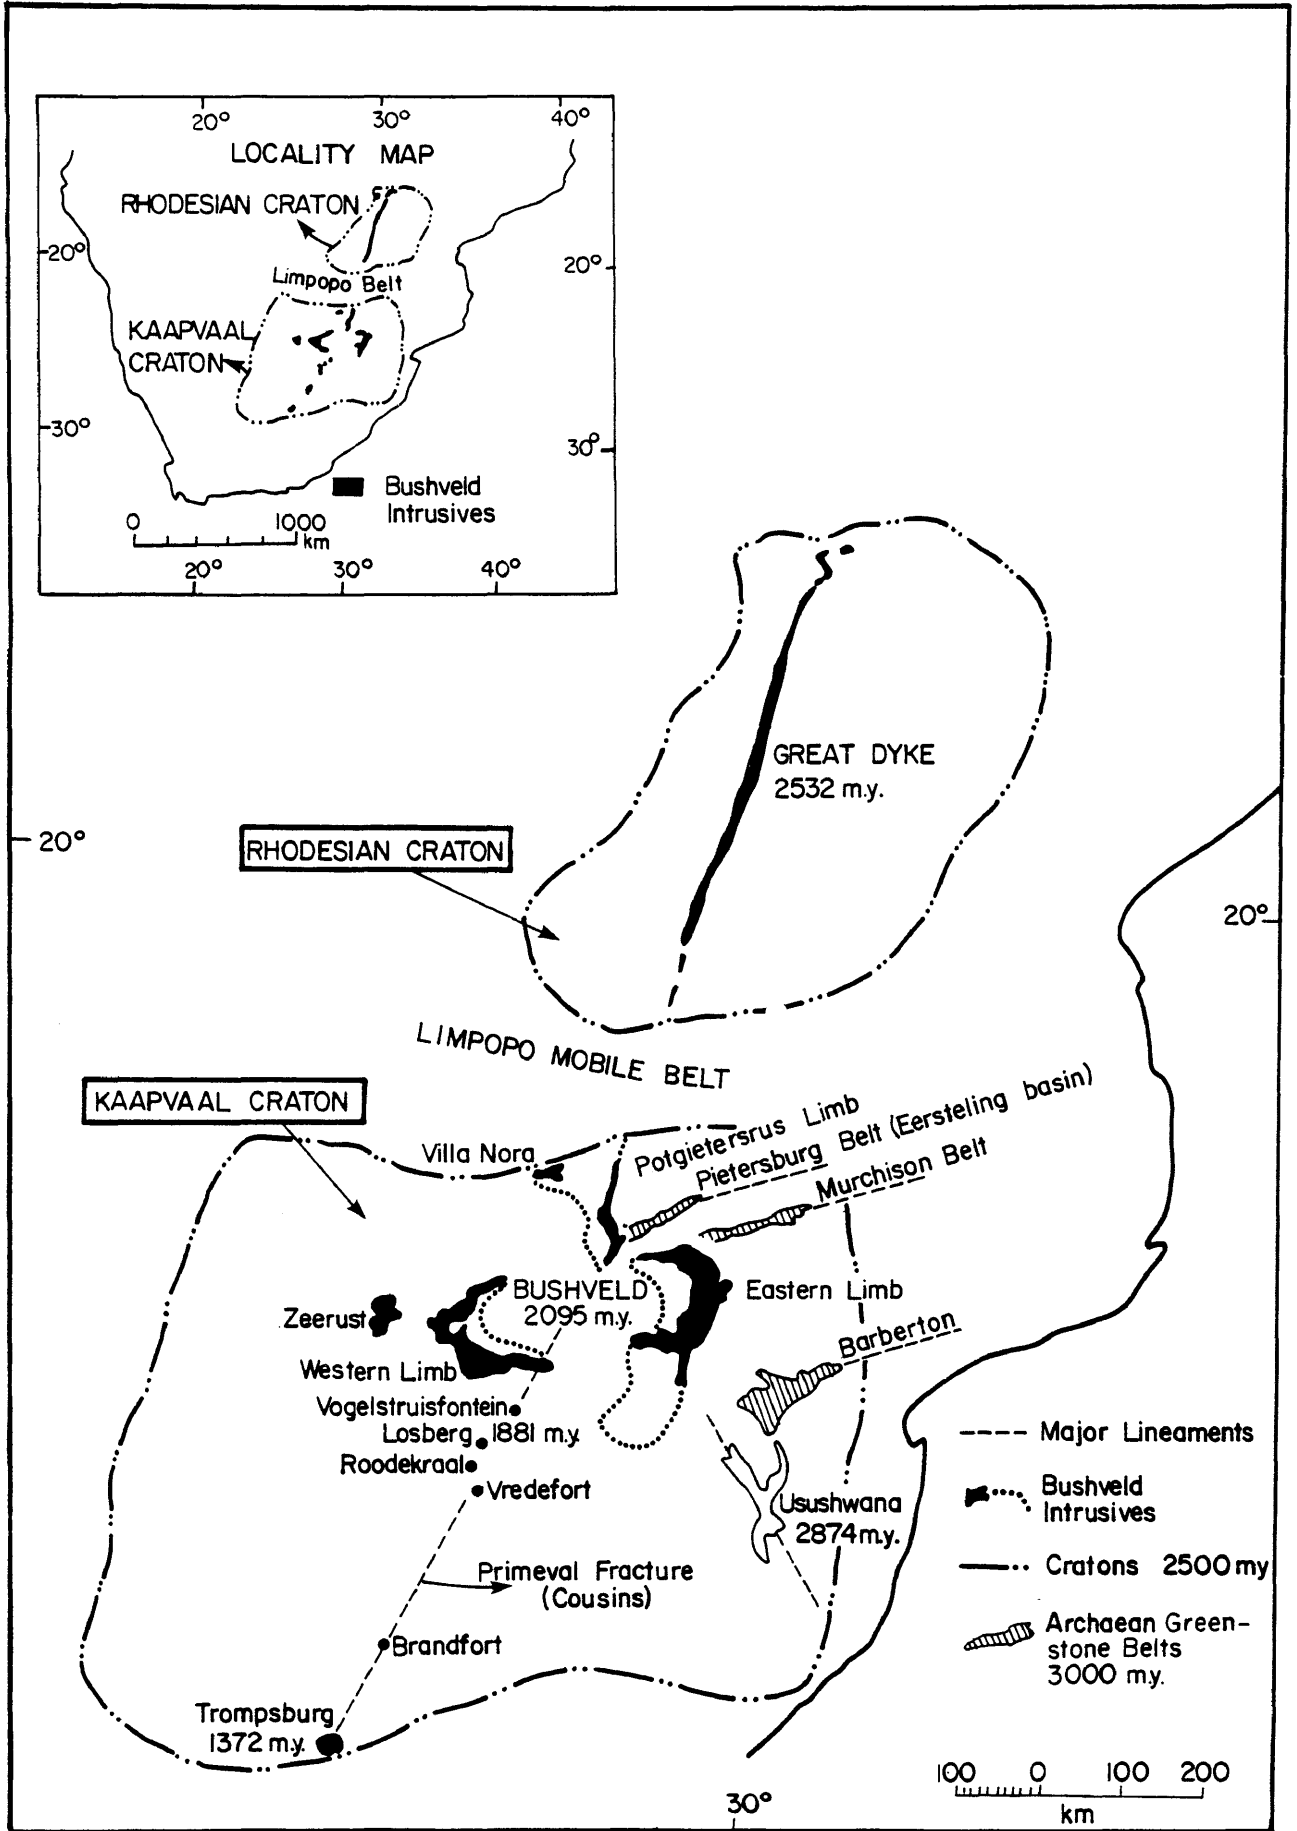 20° 30° 40°
LOCALITY MAP
RHODESIAN CRATON
20°
20°
Limpopo Belt
KAAPVAAL
CRATON
30°
30°
Bushveld
Intrusives
0 1000
km
20° 30° 40°
GREAT DYKE
2532 m.y.
20°
RHODESIAN CRATON
20°
LIMPOPO MOBILE BELT
KAAPVAAL CRATON
Villa Nora
Potgietersrus Limb
Pietersburg Belt (Eersteling basin)
Murchison Belt
BUSHVELD
2095 m.y.
Eastern Limb
Zeerust
Barberton
Western Limb
Vogelstruisfontein
Losberg 1881 m.y.
Roodekraal
Vredefort
Usushwana
2874 m.y.
Primeval Fracture
(Cousins)
Brandfort
Trompsburg
1372 m.y.
Major Lineaments
Bushveld
Intrusives
Cratons 2500 my
Archaean Green-
stone Belts
3000 m.y.
100 0 100 200
km
30°